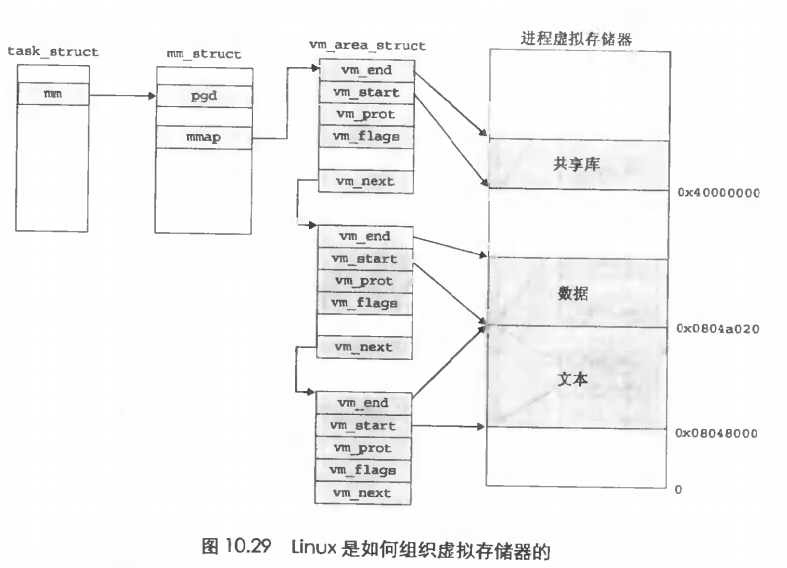 task_struct
mm
mm_struct
pgd
mmap
vm_area_struct
vm_end
vm_start
vm_prot
vm_flags
vm_next
vm_end
vm_start
vm_prot
vm_flags
vm_next
vm_end
vm_start
vm_prot
vm_flags
vm_next
进程虚拟存储器
共享库
0x40000000
数据
0x0804a020
文本
0x08048000
0
图 10.29 Linux 是如何组织虚拟存储器的